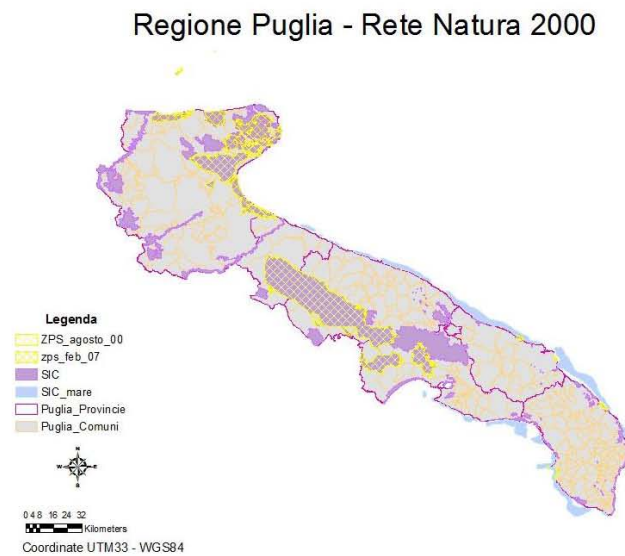 Regione Puglia - Rete Natura 2000
Legenda
ZPS_agosto_00
zps_feb_07
SIC
SIC_mare
Puglia_Provincie
Puglia_Comuni
N
W E
S
0 4 8 16 24 32
Kilometers
Coordinate UTM33 - WGS84